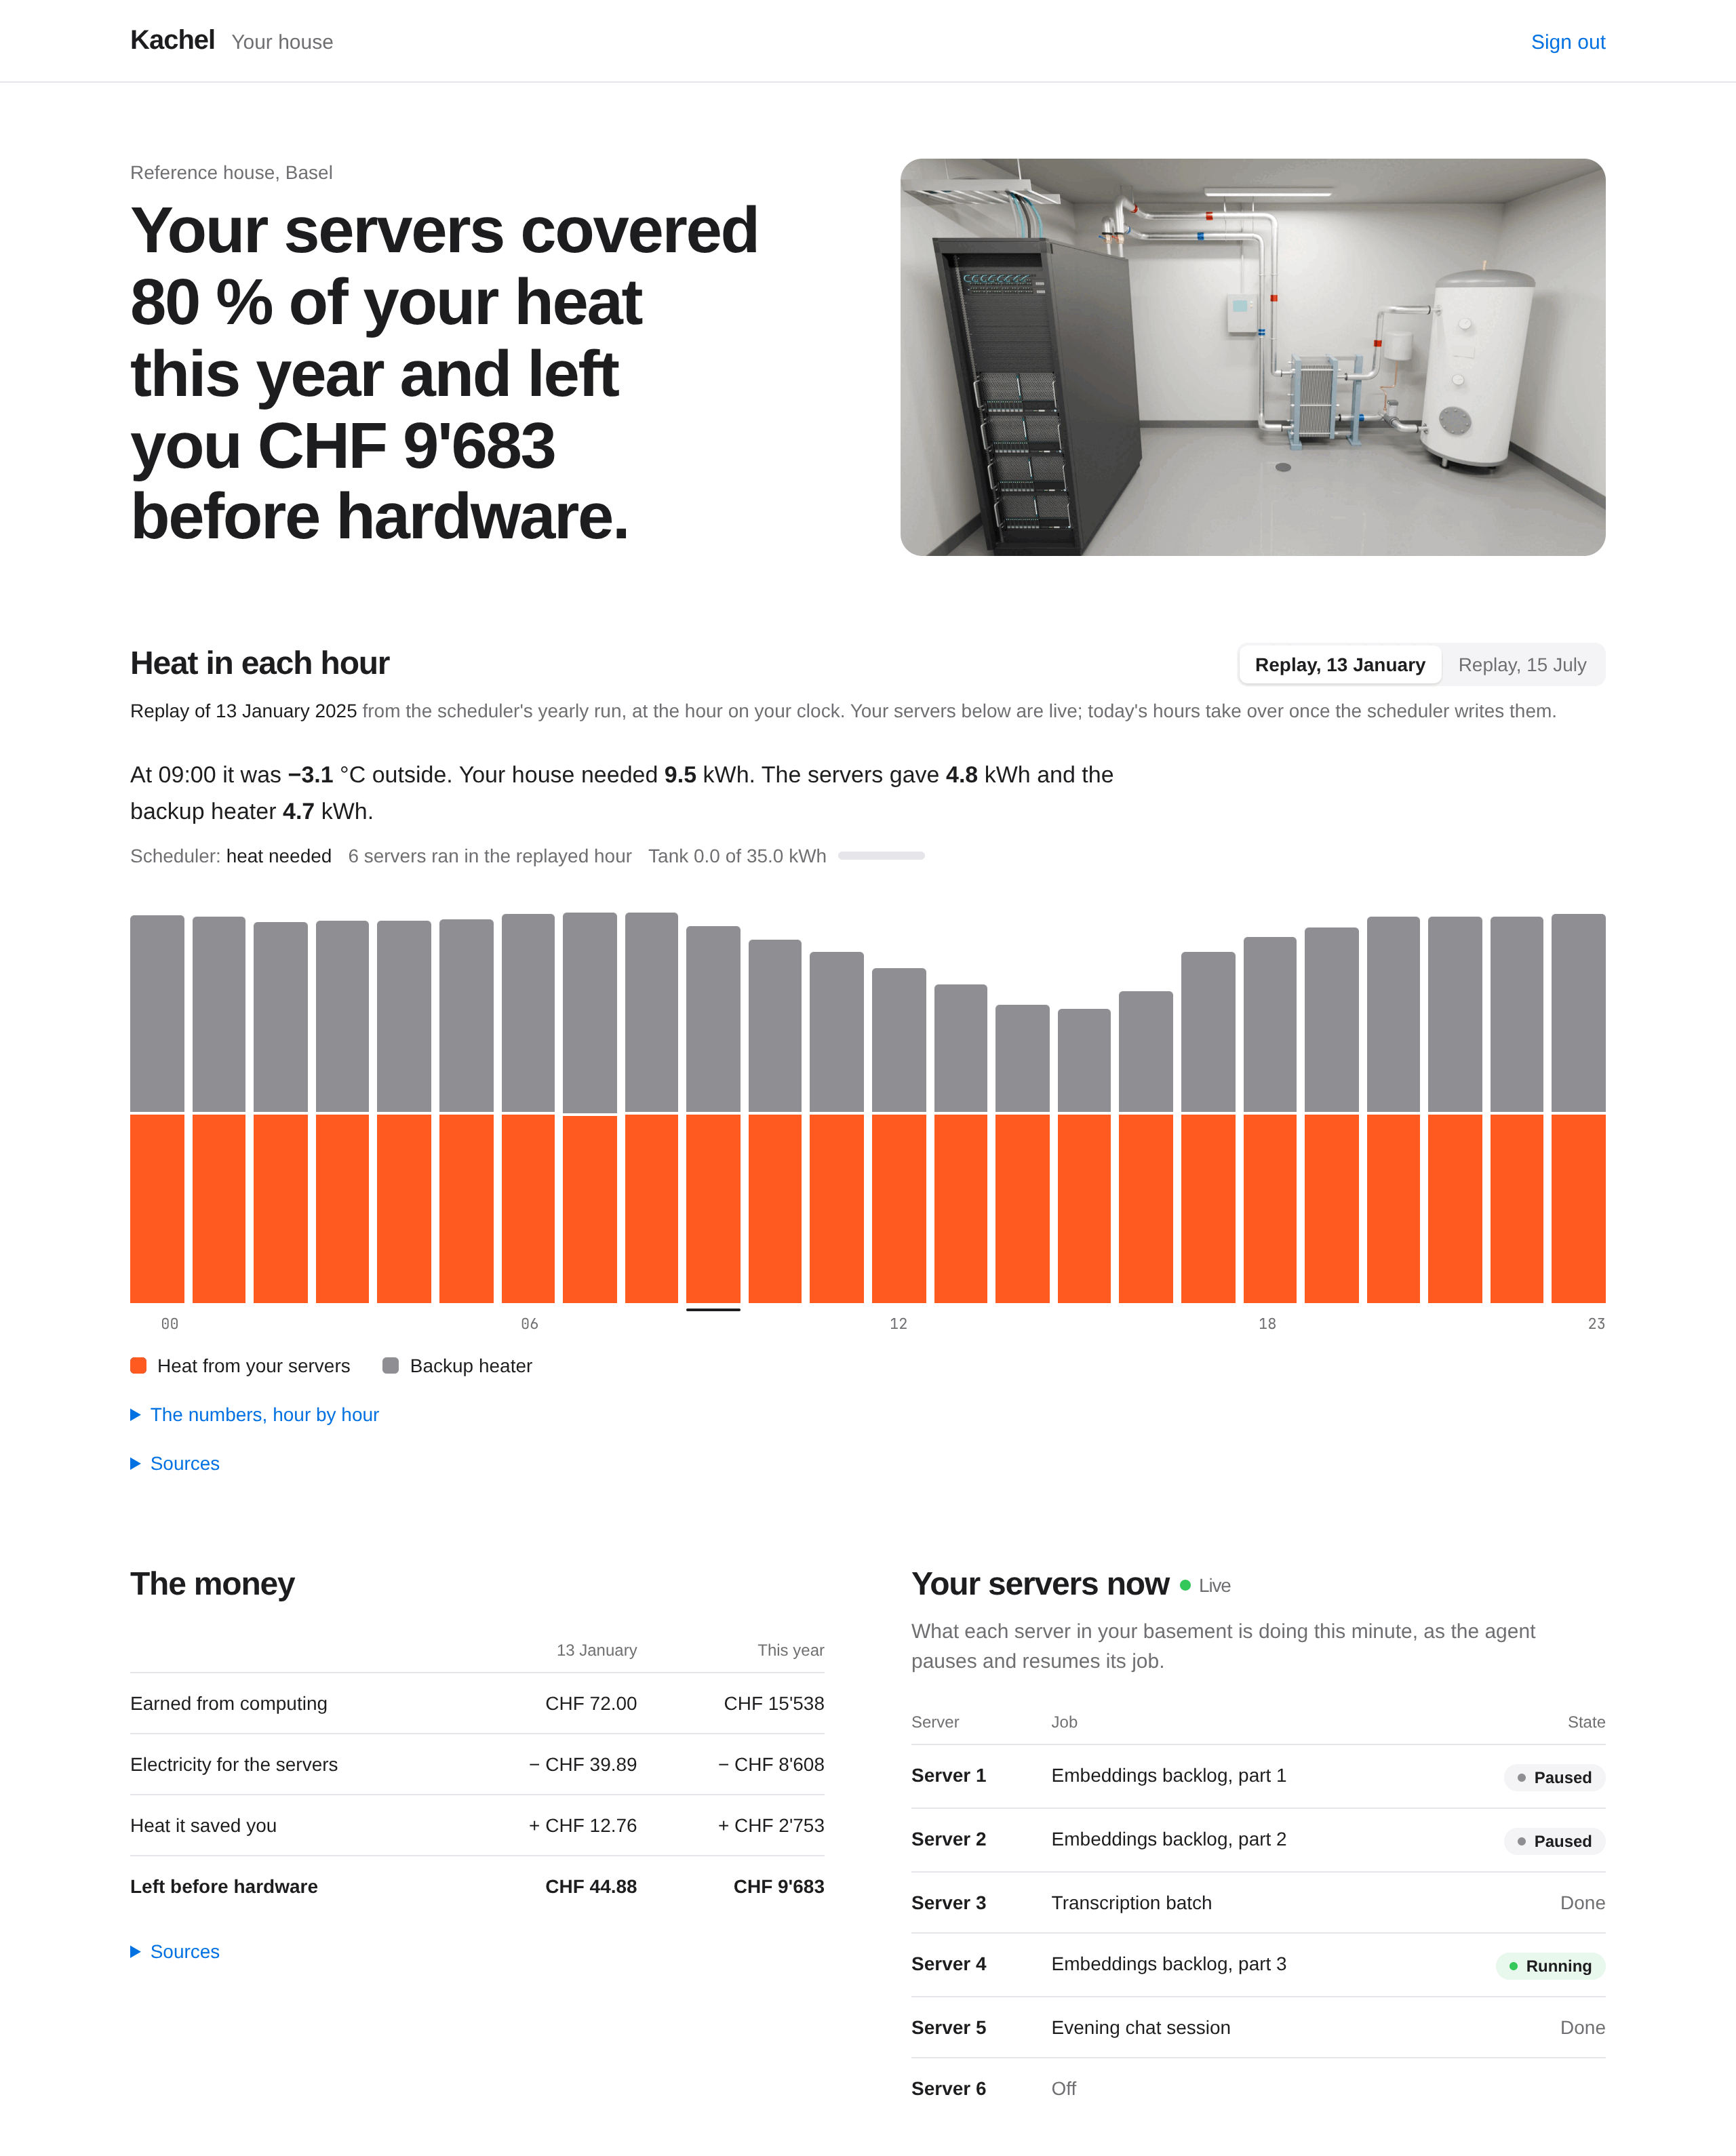 Kachel Your house
Sign out
Reference house, Basel
Your servers covered
80 % of your heat
this year and left
you CHF 9'683
before hardware.
Heat in each hour
Replay, 13 January Replay, 15 July
Replay of 13 January 2025 from the scheduler's yearly run, at the hour on your clock. Your servers below are live; today's hours take over once the scheduler writes them.
At 09:00 it was −3.1 °C outside. Your house needed 9.5 kWh. The servers gave 4.8 kWh and the
backup heater 4.7 kWh.
Scheduler: heat needed 6 servers ran in the replayed hour Tank 0.0 of 35.0 kWh
00 06 12 18 23
Heat from your servers Backup heater
The numbers, hour by hour
Sources
The money
13 January This year
Earned from computing CHF 72.00 CHF 15'538
Electricity for the servers − CHF 39.89 − CHF 8'608
Heat it saved you + CHF 12.76 + CHF 2'753
Left before hardware CHF 44.88 CHF 9'683
Sources
Your servers now Live
What each server in your basement is doing this minute, as the agent
pauses and resumes its job.
Server Job State
Server 1 Embeddings backlog, part 1 Paused
Server 2 Embeddings backlog, part 2 Paused
Server 3 Transcription batch Done
Server 4 Embeddings backlog, part 3 Running
Server 5 Evening chat session Done
Server 6 Off